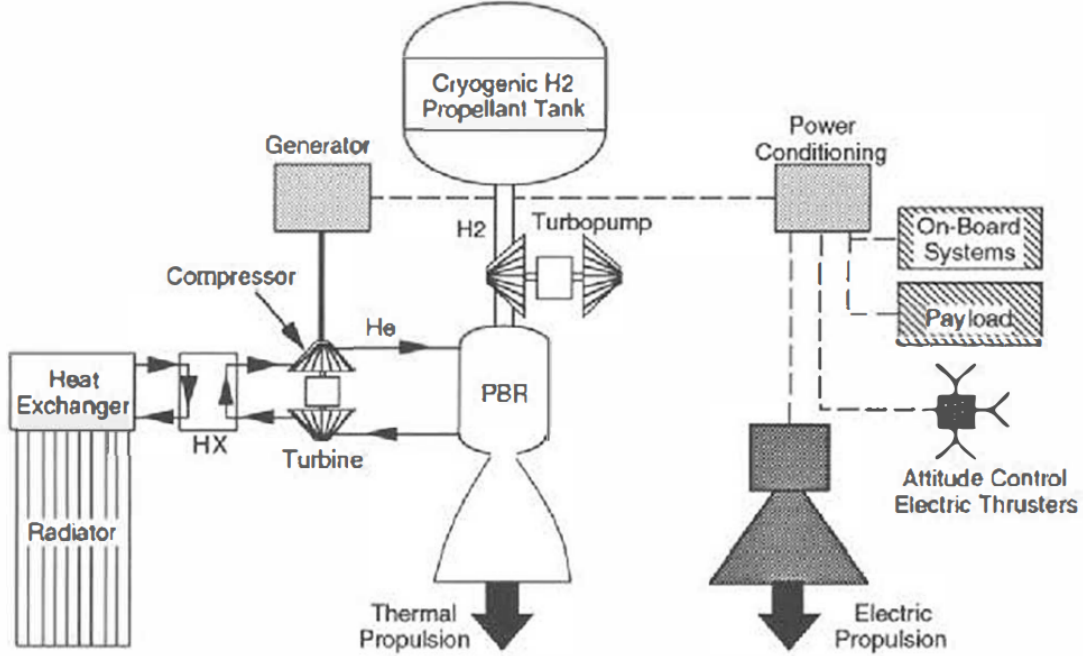 Cryogenic H2
Propellant Tank
Generator
Power
Conditioning
H2
Turbopump
On-Board
Systems
Compressor
He
Payload
Heat
Exchanger
PBR
HX
Turbine
Attitude Control
Electric Thrusters
Radiator
Thermal
Propulsion
Electric
Propulsion